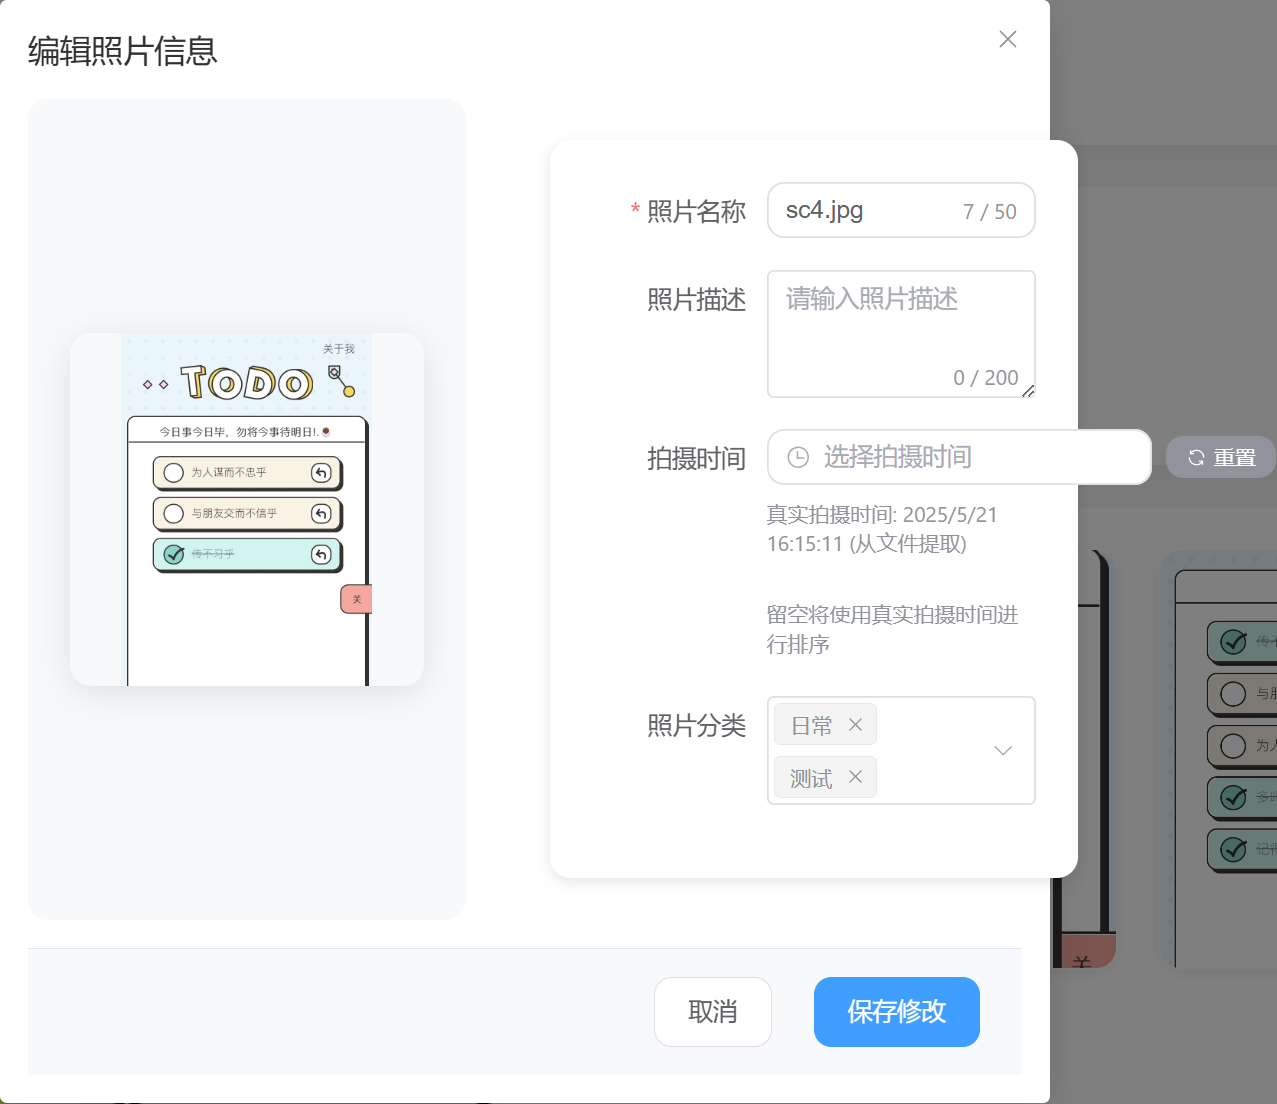 编辑照片信息
关于我
TODO
今日事今日毕，勿将今事待明日!.
为人谋而不忠乎
与朋友交而不信乎
传不习乎
关
* 照片名称
sc4.jpg
7 / 50
照片描述
请输入照片描述
0 / 200
拍摄时间
选择拍摄时间
重置
真实拍摄时间: 2025/5/21
16:15:11 (从文件提取)
留空将使用真实拍摄时间进
行排序
照片分类
日常
测试
取消
保存修改
关
传
与
为
多
记